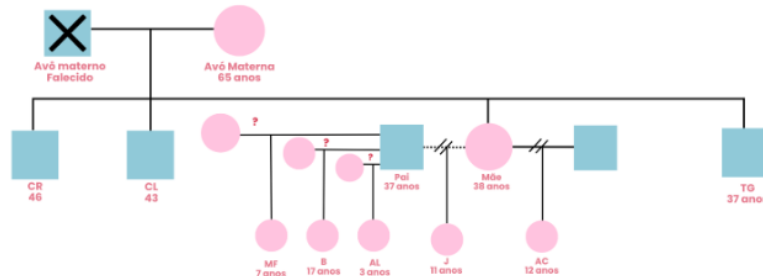 Avô materno
Falecido
Avó Materna
65 anos
?
?
?
Pai
37 anos
Mãe
38 anos
CR
46
CL
43
TG
37 anos
MF
7 anos
B
17 anos
AL
3 anos
J
11 anos
AC
12 anos